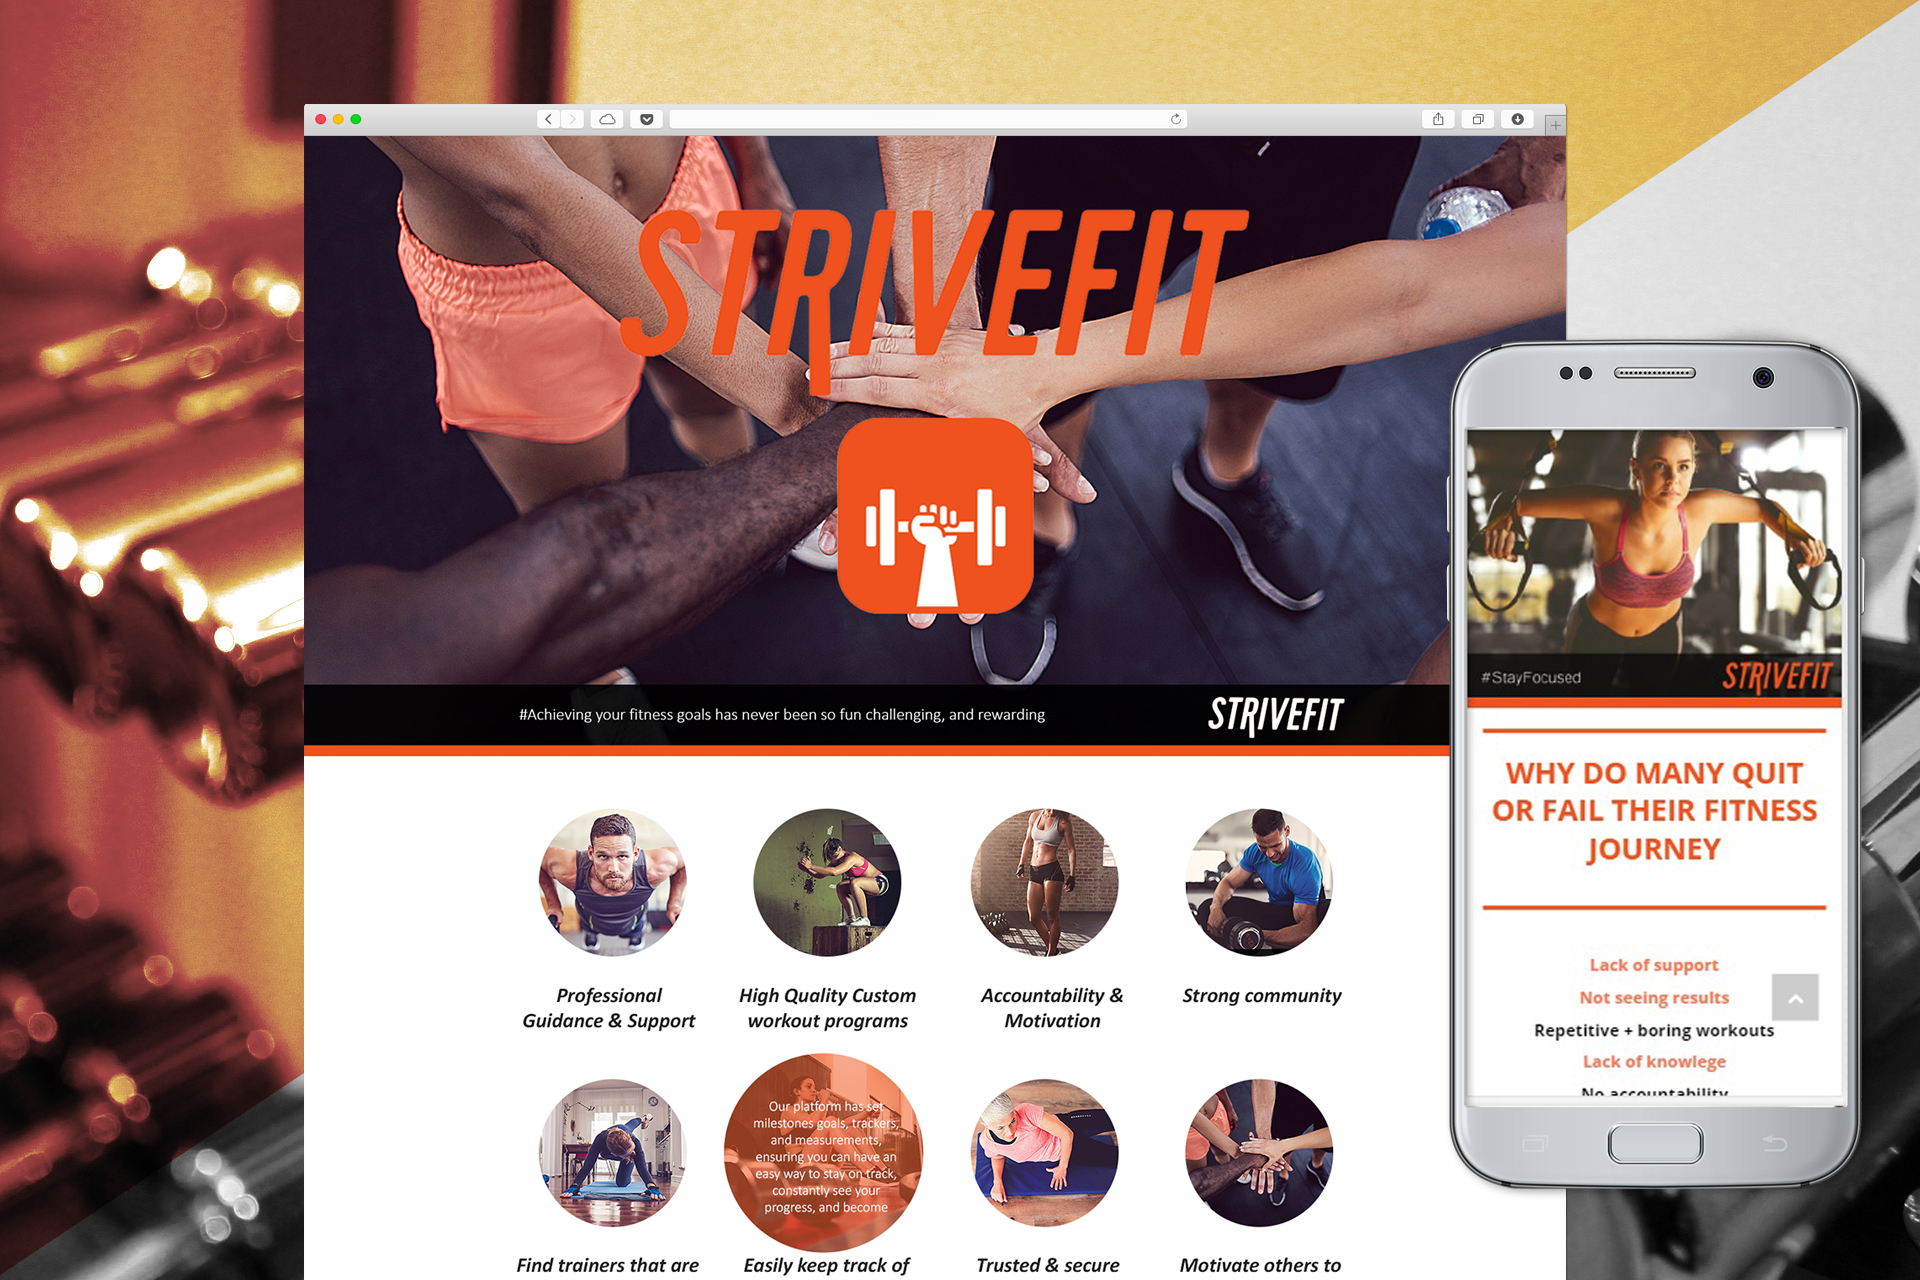 STRIVEFIT
#Achieving your fitness goals has never been so fun challenging, and rewarding
STRIVEFIT
Professional
Guidance & Support
High Quality Custom
workout programs
Accountability &
Motivation
Strong community
Our platform has set
milestones goals, trackers,
and measurements,
ensuring you can have an
easy way to stay on track,
constantly see your
progress, and become
Find trainers that are
Easily keep track of
Trusted & secure
Motivate others to
#StayFocused
STRIVEFIT
WHY DO MANY QUIT
OR FAIL THEIR FITNESS
JOURNEY
Lack of support
Not seeing results
Repetitive + boring workouts
Lack of knowlege
No accountability